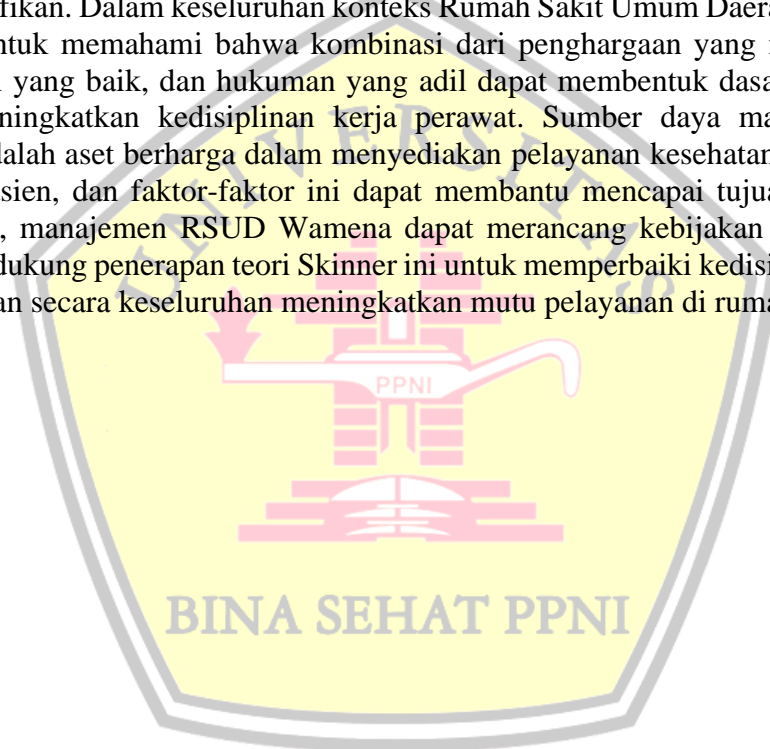 fikan. Dalam keseluruhan konteks Rumah Sakit Umum Daera
ntuk memahami bahwa kombinasi dari penghargaan yang
yang baik, dan hukuman yang adil dapat membentuk dasa
ningkatkan kedisiplinan kerja perawat. Sumber daya ma
dalah aset berharga dalam menyediakan pelayanan kesehatan
sien, dan faktor-faktor ini dapat membantu mencapai tujua
, manajemen RSUD Wamena dapat merancang kebijakan
dukung penerapan teori Skinner ini untuk memperbaiki kedisi
an secara keseluruhan meningkatkan mutu pelayanan di ruma
UNIVERSITAS
PPNI
BINA SEHAT PPNI